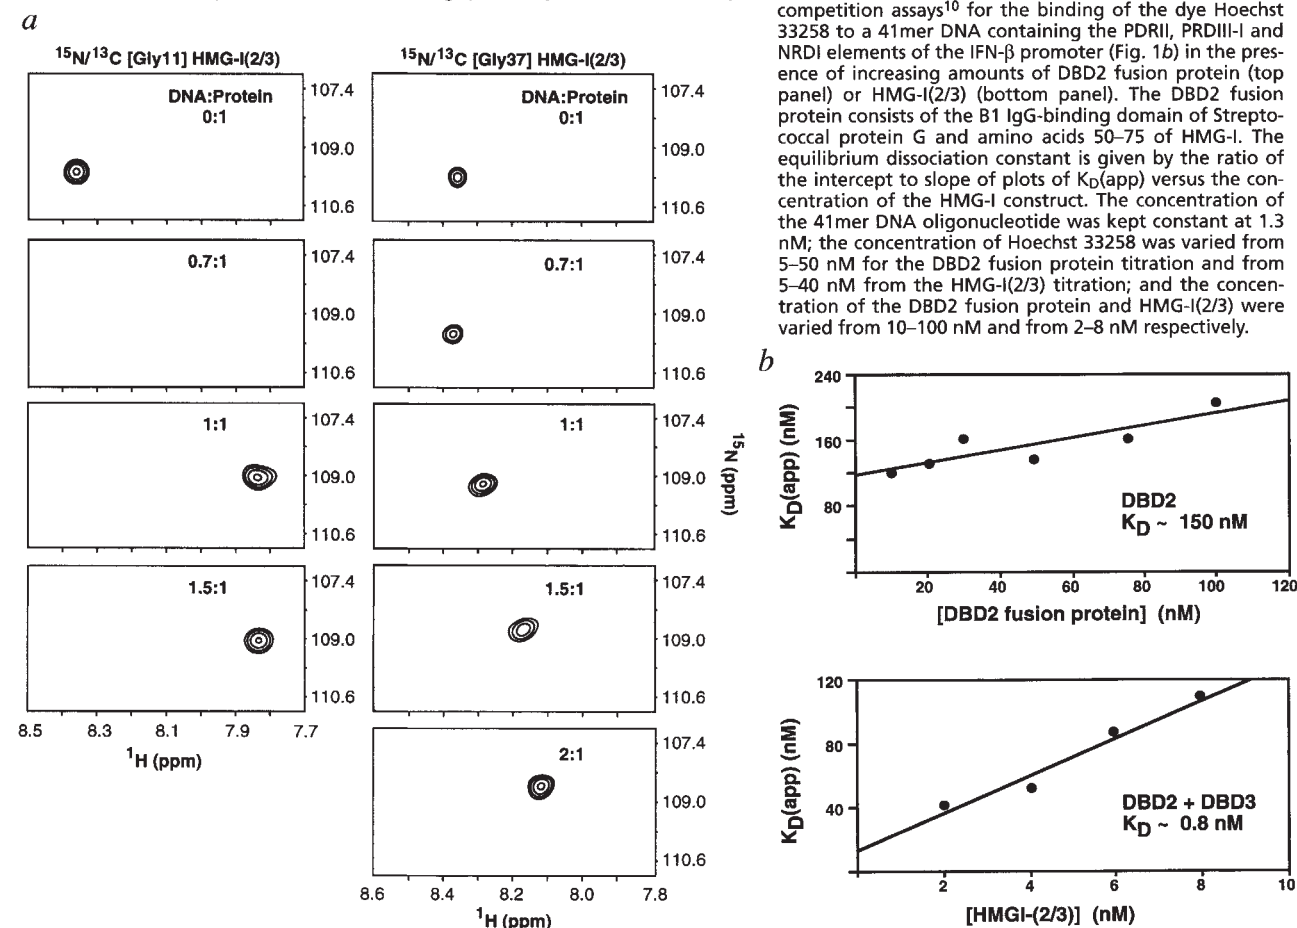 a
15N/13C [Gly11] HMG-I(2/3)
DNA:Protein
0:1
107.4
109.0
110.6
0.7:1
107.4
109.0
110.6
1:1
107.4
109.0
110.6
1.5:1
107.4
109.0
110.6
8.5 8.3 8.1 7.9 7.7
1H (ppm)
15N/13C [Gly37] HMG-I(2/3)
DNA:Protein
0:1
107.4
109.0
110.6
0.7:1
107.4
109.0
110.6
1:1
107.4
109.0
110.6
1.5:1
107.4
109.0
110.6
2:1
107.4
109.0
110.6
8.6 8.4 8.2 8.0 7.8
1H (ppm)
15N (ppm)
competition assays10 for the binding of the dye Hoechst
33258 to a 41mer DNA containing the PDRII, PRDIII-I and
NRDI elements of the IFN-β promoter (Fig. 1b) in the pres-
ence of increasing amounts of DBD2 fusion protein (top
panel) or HMG-I(2/3) (bottom panel). The DBD2 fusion
protein consists of the B1 IgG-binding domain of Strepto-
coccal protein G and amino acids 50–75 of HMG-I. The
equilibrium dissociation constant is given by the ratio of
the intercept to slope of plots of KD(app) versus the con-
centration of the HMG-I construct. The concentration of
the 41mer DNA oligonucleotide was kept constant at 1.3
nM; the concentration of Hoechst 33258 was varied from
5–50 nM for the DBD2 fusion protein titration and from
5–40 nM from the HMG-I(2/3) titration; and the concen-
tration of the DBD2 fusion protein and HMG-I(2/3) were
varied from 10–100 nM and from 2–8 nM respectively.
b
240
160
80
KD(app) (nM)
DBD2
KD ~ 150 nM
20 40 60 80 100 120
[DBD2 fusion protein] (nM)
120
80
40
KD(app) (nM)
DBD2 + DBD3
KD ~ 0.8 nM
2 4 6 8 10
[HMGI-(2/3)] (nM)